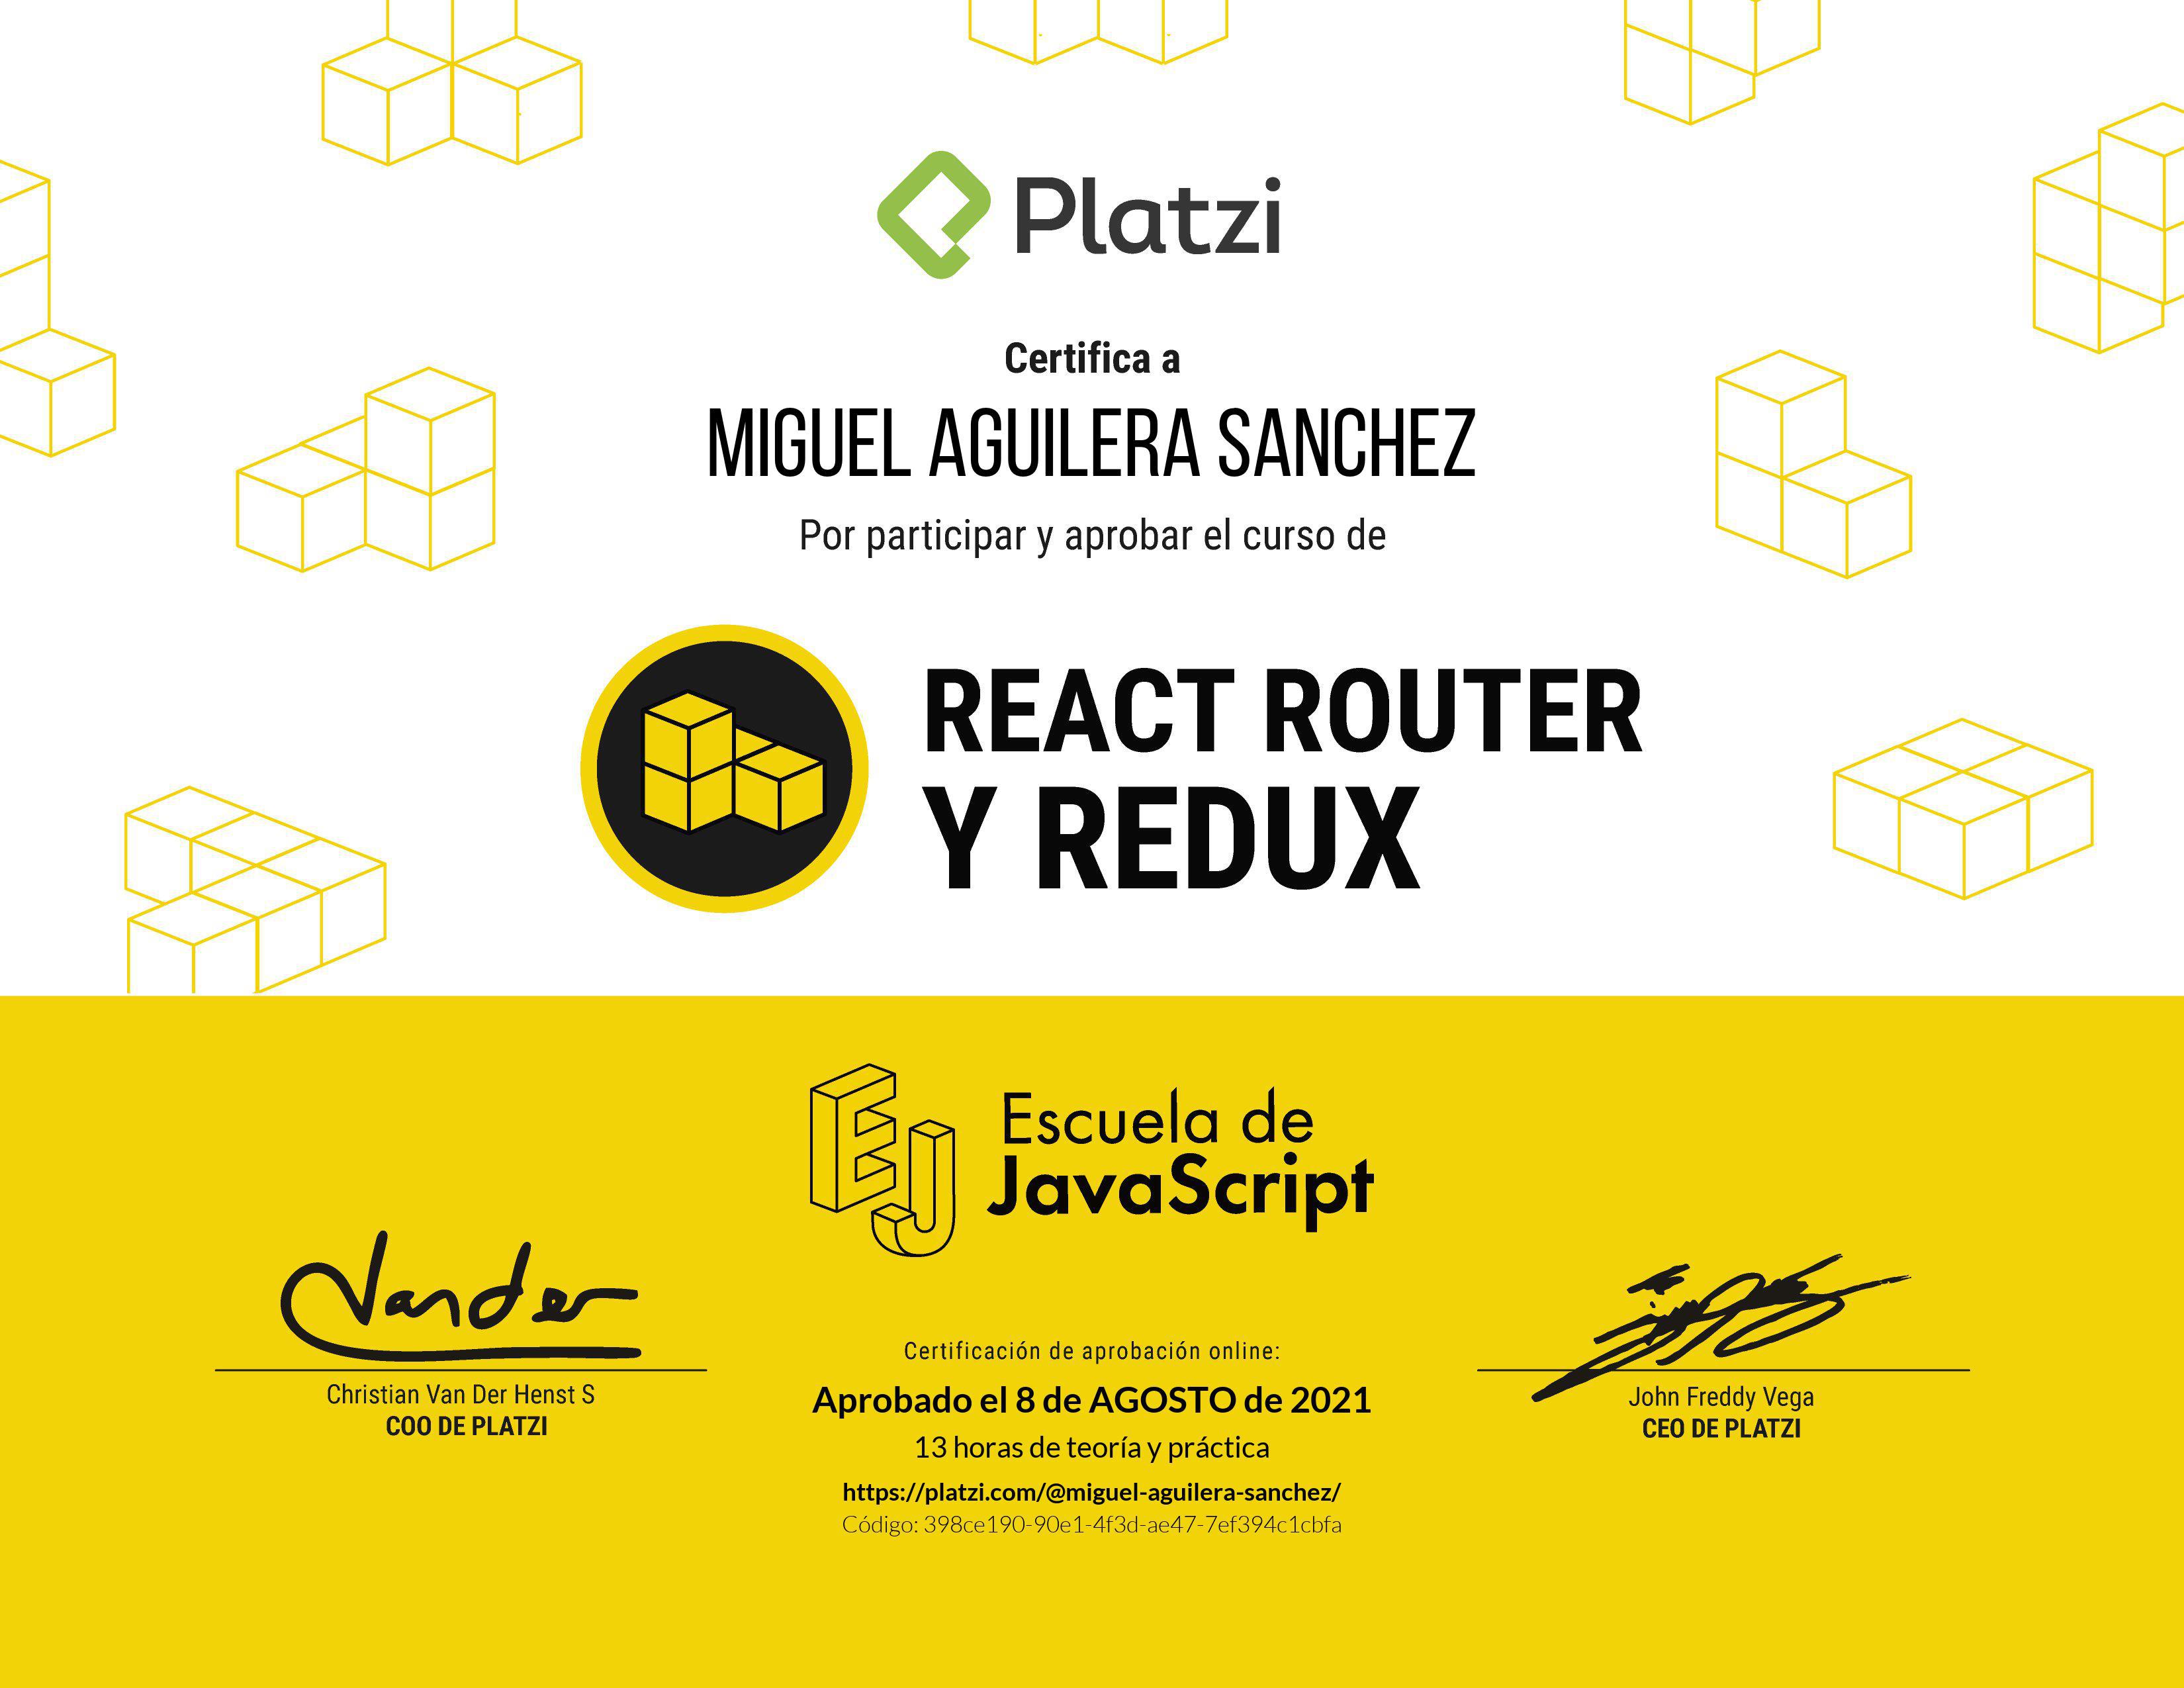 Platzi
Certifica a
MIGUEL AGUILERA SANCHEZ
Por participar y aprobar el curso de
REACT ROUTER
Y REDUX
EJ
Escuela de
JavaScript
Vander
Christian Van Der Henst S
COO DE PLATZI
Certificación de aprobación online:
Aprobado el 8 de AGOSTO de 2021
13 horas de teoría y práctica
https://platzi.com/@miguel-aguilera-sanchez/
Código: 398ce190-90e1-4f3d-ae47-7ef394c1cbfa
John Freddy Vega
CEO DE PLATZI